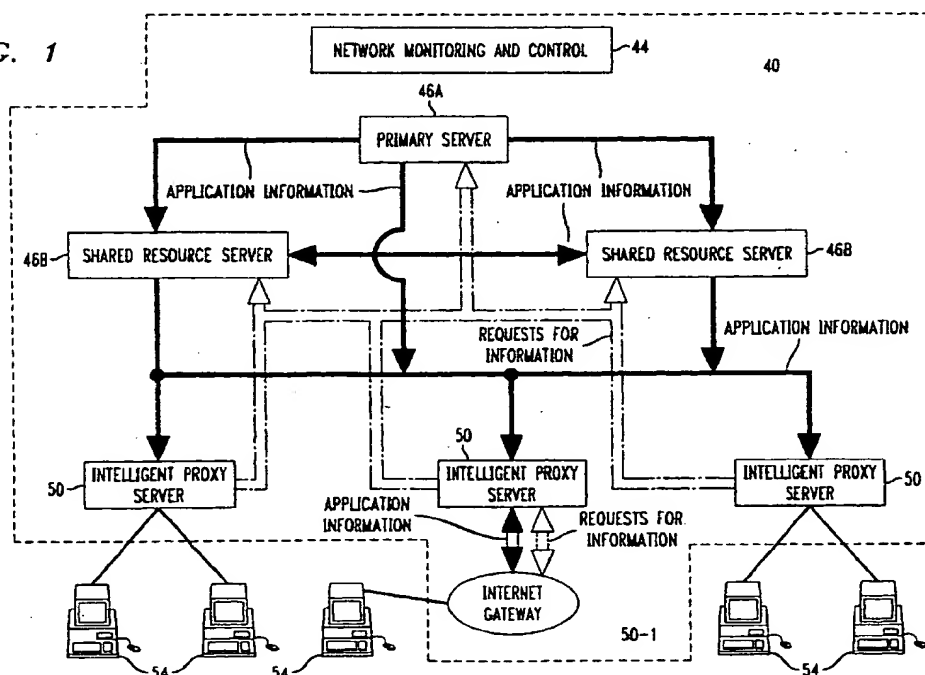 G. 1
NETWORK MONITORING AND CONTROL
44
40
46A
PRIMARY SERVER
APPLICATION INFORMATION
APPLICATION INFORMATION
46B
SHARED RESOURCE SERVER
SHARED RESOURCE SERVER
46B
REQUESTS FOR
INFORMATION
APPLICATION INFORMATION
50
INTELLIGENT PROXY
SERVER
50
INTELLIGENT PROXY
SERVER
INTELLIGENT PROXY
SERVER
50
APPLICATION
INFORMATION
REQUESTS FOR
INFORMATION
INTERNET
GATEWAY
50-1
54
54
54